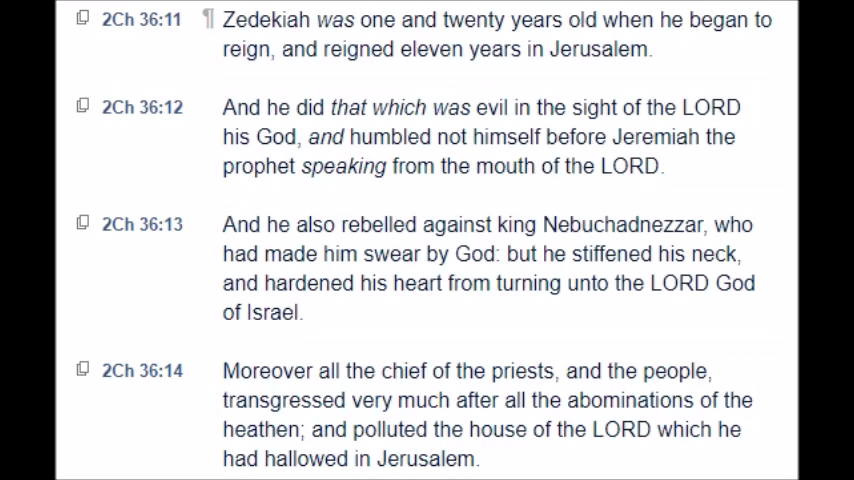 2Ch 36:11 ¶ Zedekiah was one and twenty years old when he began to
reign, and reigned eleven years in Jerusalem.
2Ch 36:12 And he did that which was evil in the sight of the LORD
his God, and humbled not himself before Jeremiah the
prophet speaking from the mouth of the LORD.
2Ch 36:13 And he also rebelled against king Nebuchadnezzar, who
had made him swear by God: but he stiffened his neck,
and hardened his heart from turning unto the LORD God
of Israel.
2Ch 36:14 Moreover all the chief of the priests, and the people,
transgressed very much after all the abominations of the
heathen; and polluted the house of the LORD which he
had hallowed in Jerusalem.